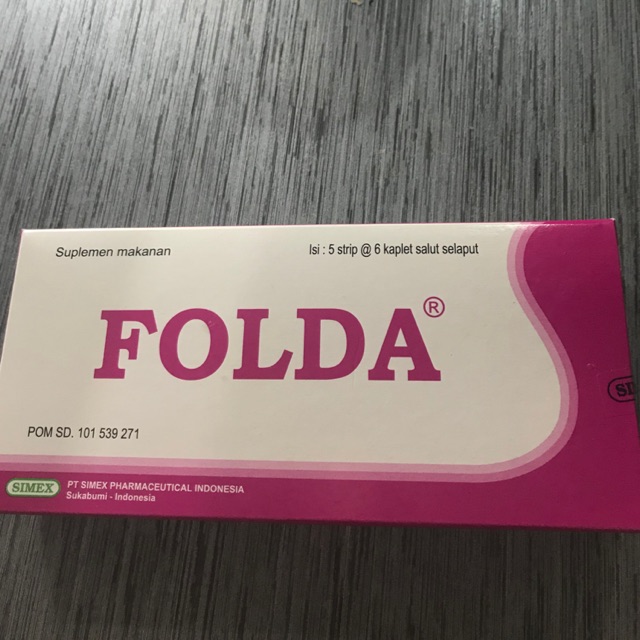 Suplemen makanan
Isi : 5 strip @ 6 kaplet salut selaput
FOLDA®
POM SD. 101 539 271
SIMEX
PT SIMEX PHARMACEUTICAL INDONESIA
Sukabumi - Indonesia